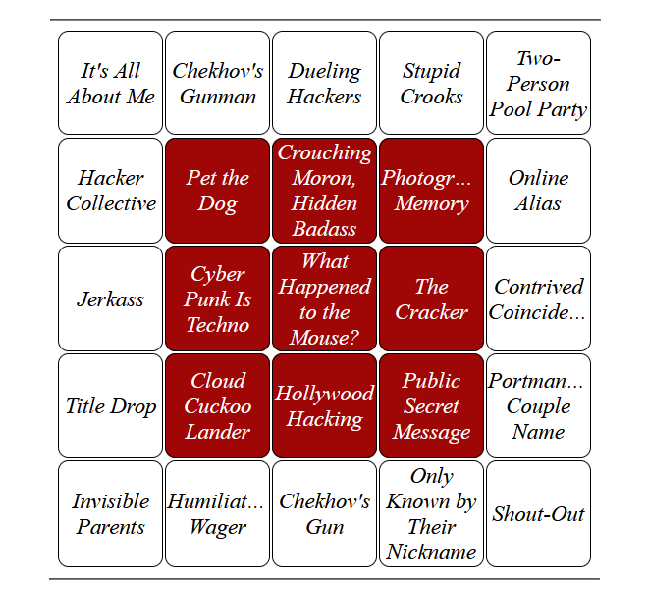 It's All
About Me
Chekhov's
Gunman
Dueling
Hackers
Stupid
Crooks
Two-
Person
Pool Party
Hacker
Collective
Pet the
Dog
Crouching
Moron,
Hidden
Badass
Photogr...
Memory
Online
Alias
Jerkass
Cyber
Punk Is
Techno
What
Happened
to the
Mouse?
The
Cracker
Contrived
Coincide...
Title Drop
Cloud
Cuckoo
Lander
Hollywood
Hacking
Public
Secret
Message
Portman...
Couple
Name
Invisible
Parents
Humiliat...
Wager
Chekhov's
Gun
Only
Known by
Their
Nickname
Shout-Out